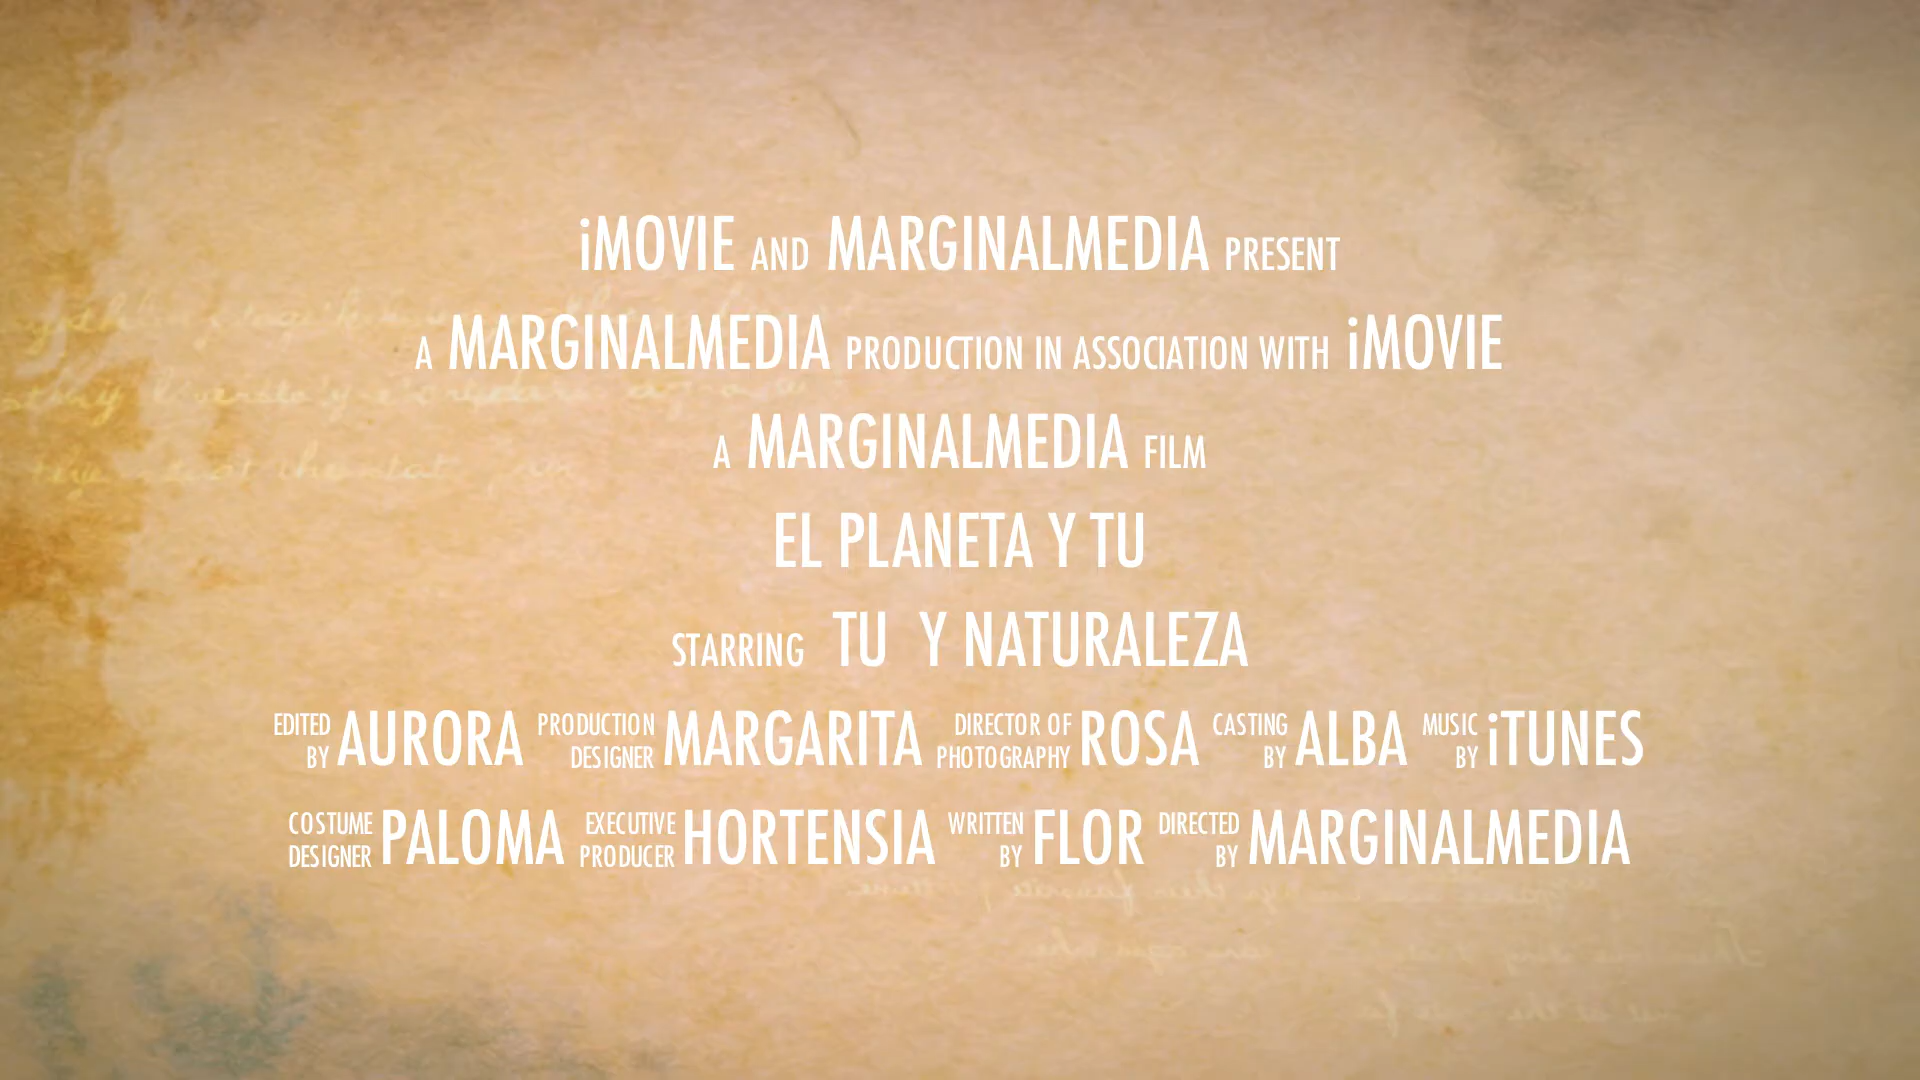 iMOVIE AND MARGINALMEDIA PRESENT
A MARGINALMEDIA PRODUCTION IN ASSOCIATION WITH iMOVIE
A MARGINALMEDIA FILM
EL PLANETA Y TU
STARRING TU Y NATURALEZA
EDITED BY AURORA PRODUCTION DESIGNER MARGARITA DIRECTOR OF PHOTOGRAPHY ROSA CASTING BY ALBA MUSIC BY iTUNES
COSTUME DESIGNER PALOMA EXECUTIVE PRODUCER HORTENSIA WRITTEN BY FLOR DIRECTED BY MARGINALMEDIA